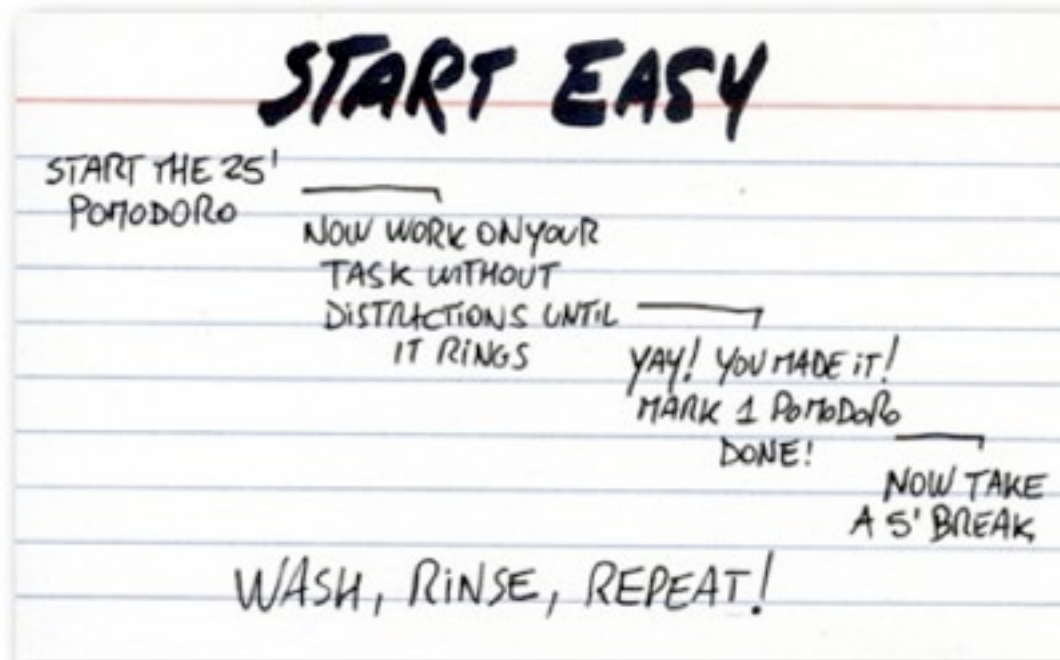 START EASY
START THE 25'
POMODORO
NOW WORK ON YOUR
TASK WITHOUT
DISTRACTIONS UNTIL
IT RINGS
YAY! YOU MADE IT!
MARK 1 POMODORO
DONE!
NOW TAKE
A 5' BREAK
WASH, RINSE, REPEAT!